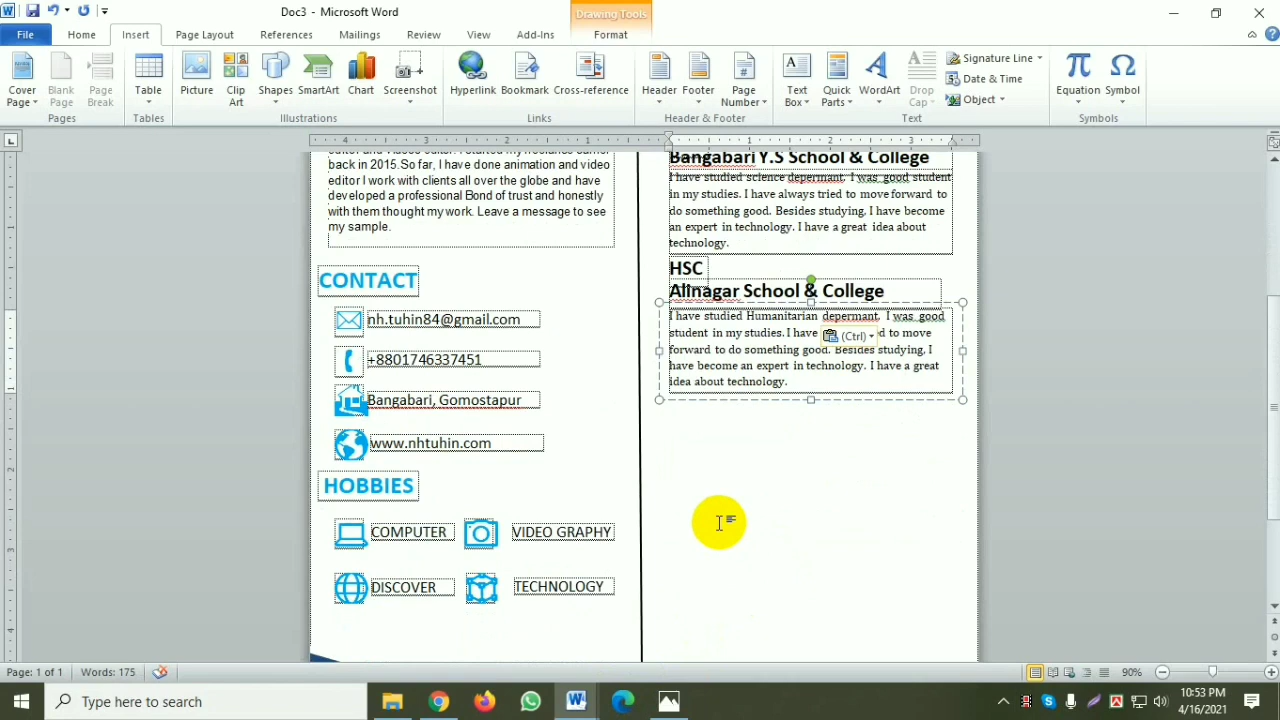 Doc3 - Microsoft Word
Drawing Tools
File Home Insert Page Layout References Mailings Review View Add-Ins Format
Cover Page
Blank Page
Page Break
Table
Picture
Clip Art
Shapes
SmartArt
Chart
Screenshot
Hyperlink
Bookmark
Cross-reference
Header
Footer
Page Number
Text Box
Quick Parts
WordArt
Drop Cap
Signature Line
Date & Time
Object
Equation
Symbol
Pages
Tables
Illustrations
Links
Header & Footer
Text
Symbols
4 3 2 1 1 2 3
back in 2015.So far, I have done animation and video
editor I work with clients all over the globe and have
developed a professional Bond of trust and honestly
with them thought my work. Leave a message to see
my sample.
CONTACT
nh.tuhin84@gmail.com
+8801746337451
Bangabari, Gomostapur
www.nhtuhin.com
HOBBIES
COMPUTER
VIDEO GRAPHY
DISCOVER
TECHNOLOGY
Bangabari Y.S School & College
I have studied science depermant. I was good student
in my studies. I have always tried to move forward to
do something good. Besides studying, I have become
an expert in technology. I have a great idea about
technology.
HSC
Alinagar School & College
I have studied Humanitarian depermant. I was good
student in my studies. I have d to move
(Ctrl)
forward to do something good. Besides studying, I
have become an expert in technology. I have a great
idea about technology.
Page: 1 of 1
Words: 175
90%
Type here to search
10:53 PM
4/16/2021